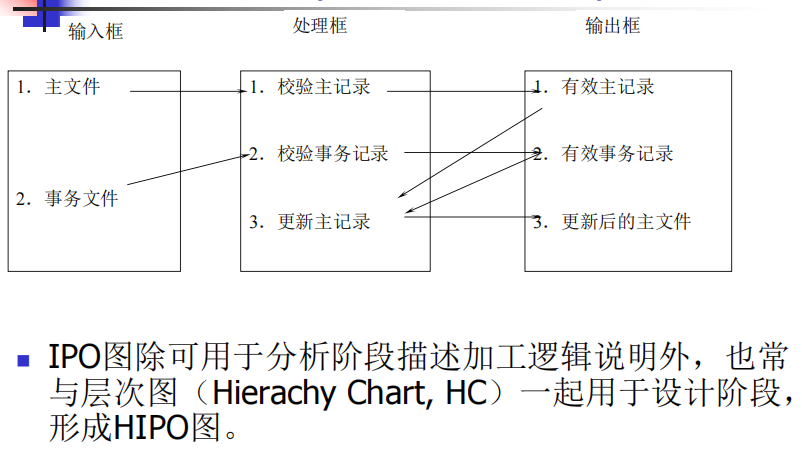 输入框 处理框 输出框
1. 主文件 1. 校验主记录 1. 有效主记录
2. 校验事务记录 2. 有效事务记录
2. 事务文件
3. 更新主记录 3. 更新后的主文件
IPO图除可用于分析阶段描述加工逻辑说明外，也常
与层次图（Hierachy Chart, HC）一起用于设计阶段，
形成HIPO图。